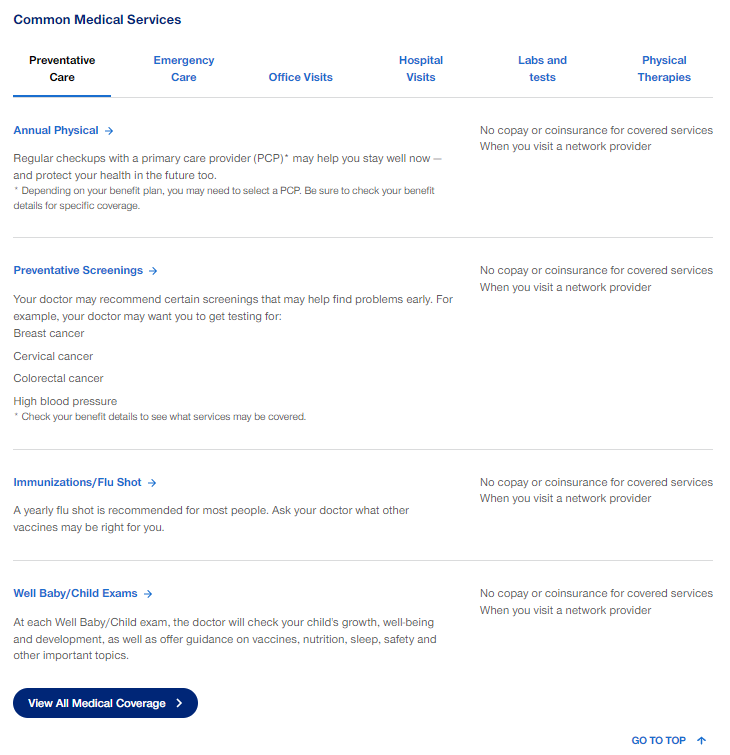 Common Medical Services
Preventative
Care
Emergency
Care
Office Visits
Hospital
Visits
Labs and
tests
Physical
Therapies
Annual Physical →
Regular checkups with a primary care provider (PCP)* may help you stay well now —
and protect your health in the future too.
* Depending on your benefit plan, you may need to select a PCP. Be sure to check your benefit
details for specific coverage.
No copay or coinsurance for covered services
When you visit a network provider
Preventative Screenings →
Your doctor may recommend certain screenings that may help find problems early. For
example, your doctor may want you to get testing for:
Breast cancer
Cervical cancer
Colorectal cancer
High blood pressure
* Check your benefit details to see what services may be covered.
No copay or coinsurance for covered services
When you visit a network provider
Immunizations/Flu Shot →
A yearly flu shot is recommended for most people. Ask your doctor what other
vaccines may be right for you.
No copay or coinsurance for covered services
When you visit a network provider
Well Baby/Child Exams →
At each Well Baby/Child exam, the doctor will check your child's growth, well-being
and development, as well as offer guidance on vaccines, nutrition, sleep, safety and
other important topics.
No copay or coinsurance for covered services
When you visit a network provider
View All Medical Coverage >
GO TO TOP ↑